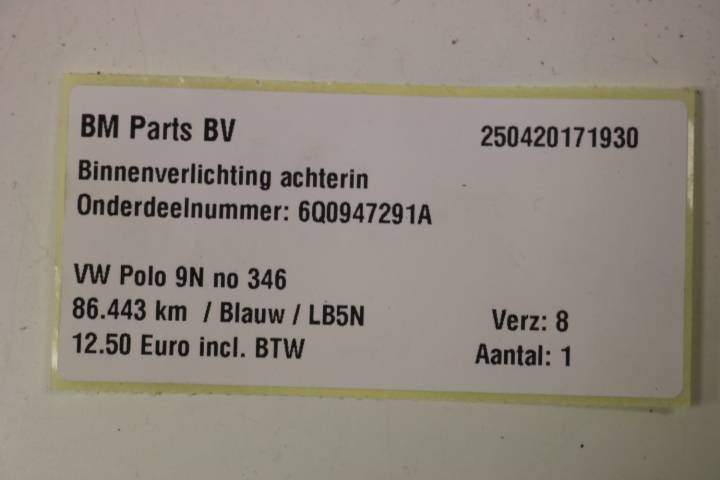 BM Parts BV 250420171930
Binnenverlichting achterin
Onderdeelnummer: 6Q0947291A
VW Polo 9N no 346
86.443 km / Blauw / LB5N Verz: 8
12.50 Euro incl. BTW Aantal: 1